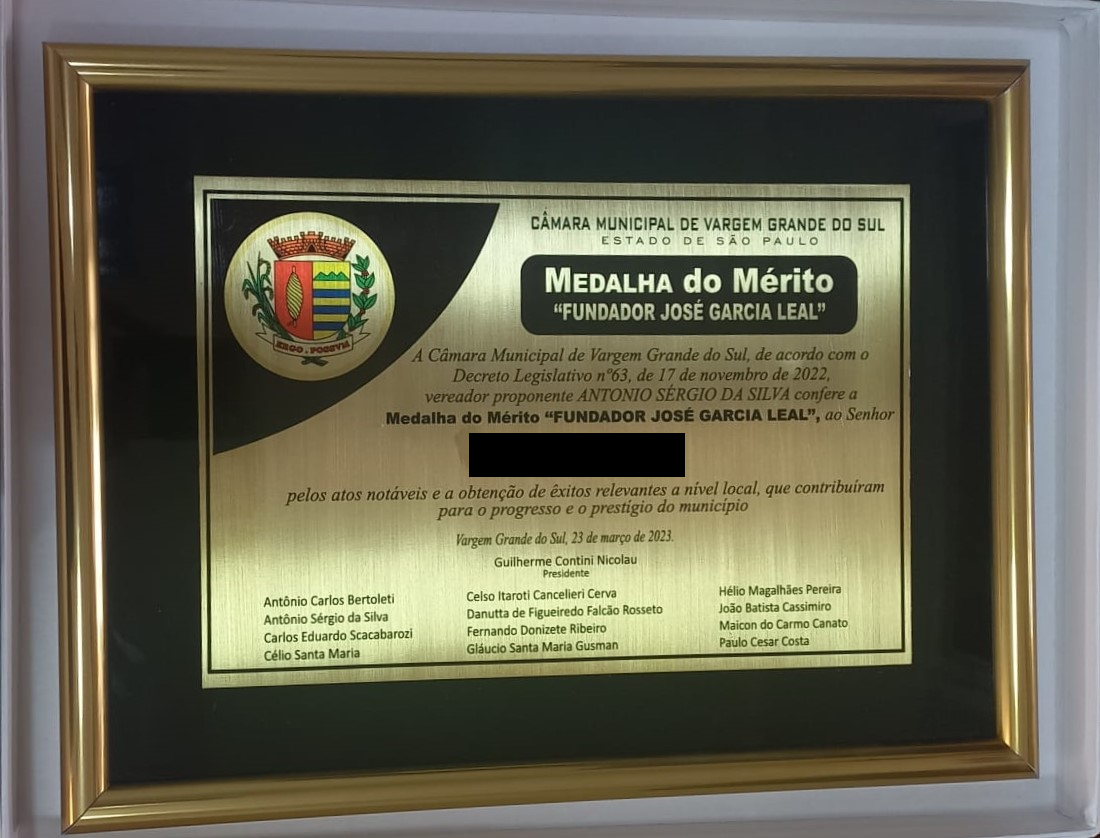 CÂMARA MUNICIPAL DE VARGEM GRANDE DO SUL
ESTADO DE SÃO PAULO
MEDALHA do Mérito
“FUNDADOR JOSÉ GARCIA LEAL”
A Câmara Municipal de Vargem Grande do Sul, de acordo com o
Decreto Legislativo nº63, de 17 de novembro de 2022,
vereador proponente ANTONIO SÉRGIO DA SILVA confere a
Medalha do Mérito “FUNDADOR JOSÉ GARCIA LEAL”, ao Senhor
pelos atos notáveis e a obtenção de êxitos relevantes a nível local, que contribuíram
para o progresso e o prestígio do município
Vargem Grande do Sul, 23 de março de 2023.
Guilherme Contini Nicolau
Presidente
Antônio Carlos Bertoleti
Antônio Sérgio da Silva
Carlos Eduardo Scacabarozi
Célio Santa Maria
Celso Itaroti Cancelieri Cerva
Danutta de Figueiredo Falcão Rosseto
Fernando Donizete Ribeiro
Gláucio Santa Maria Gusman
Hélio Magalhães Pereira
João Batista Cassimiro
Maicon do Carmo Canato
Paulo Cesar Costa